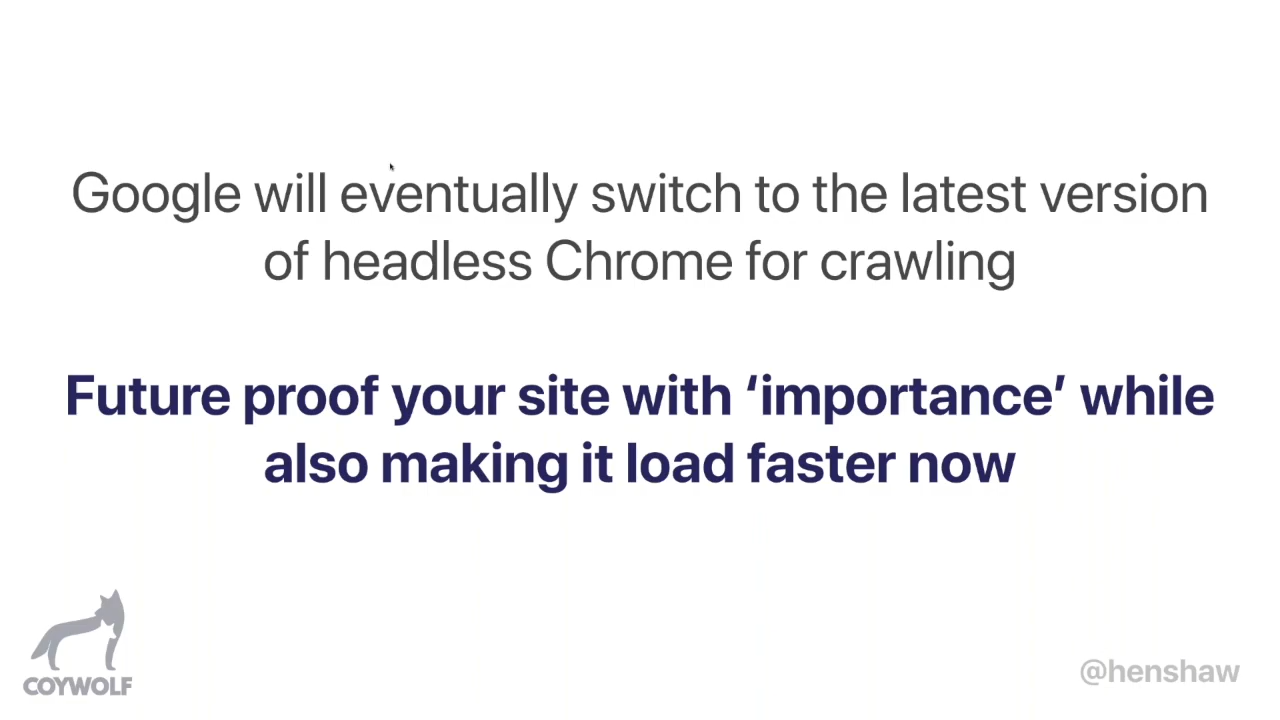 Google will eventually switch to the latest version
of headless Chrome for crawling
Future proof your site with ‘importance’ while
also making it load faster now
COYWOLF
@henshaw